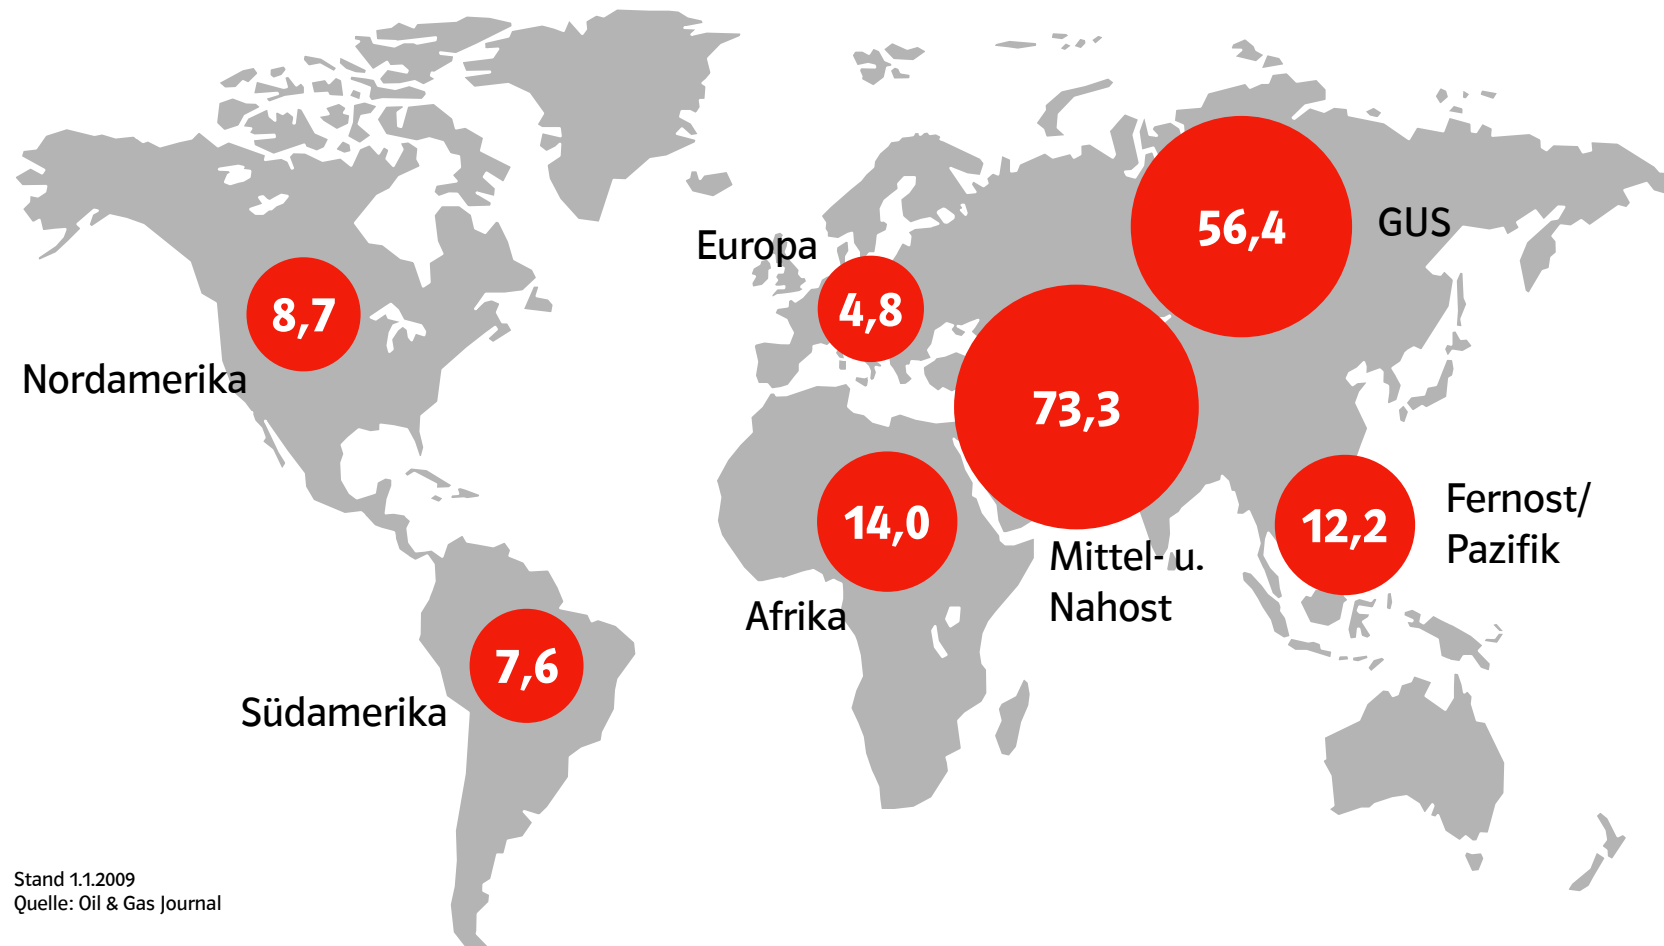 56,4
GUS
Europa
4,8
8,7
Nordamerika
73,3
14,0
12,2
Fernost/
Pazifik
Mittel- u.
Nahost
Afrika
7,6
Südamerika
Stand 1.1.2009
Quelle: Oil & Gas Journal